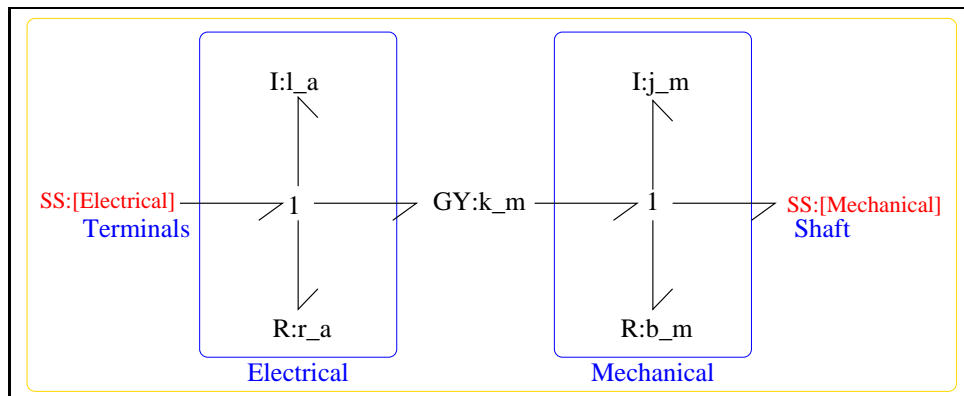 I:l_a
I:j_m
SS:[Electrical]
1
GY:k_m
1
SS:[Mechanical]
Terminals
Shaft
R:r_a
R:b_m
Electrical
Mechanical